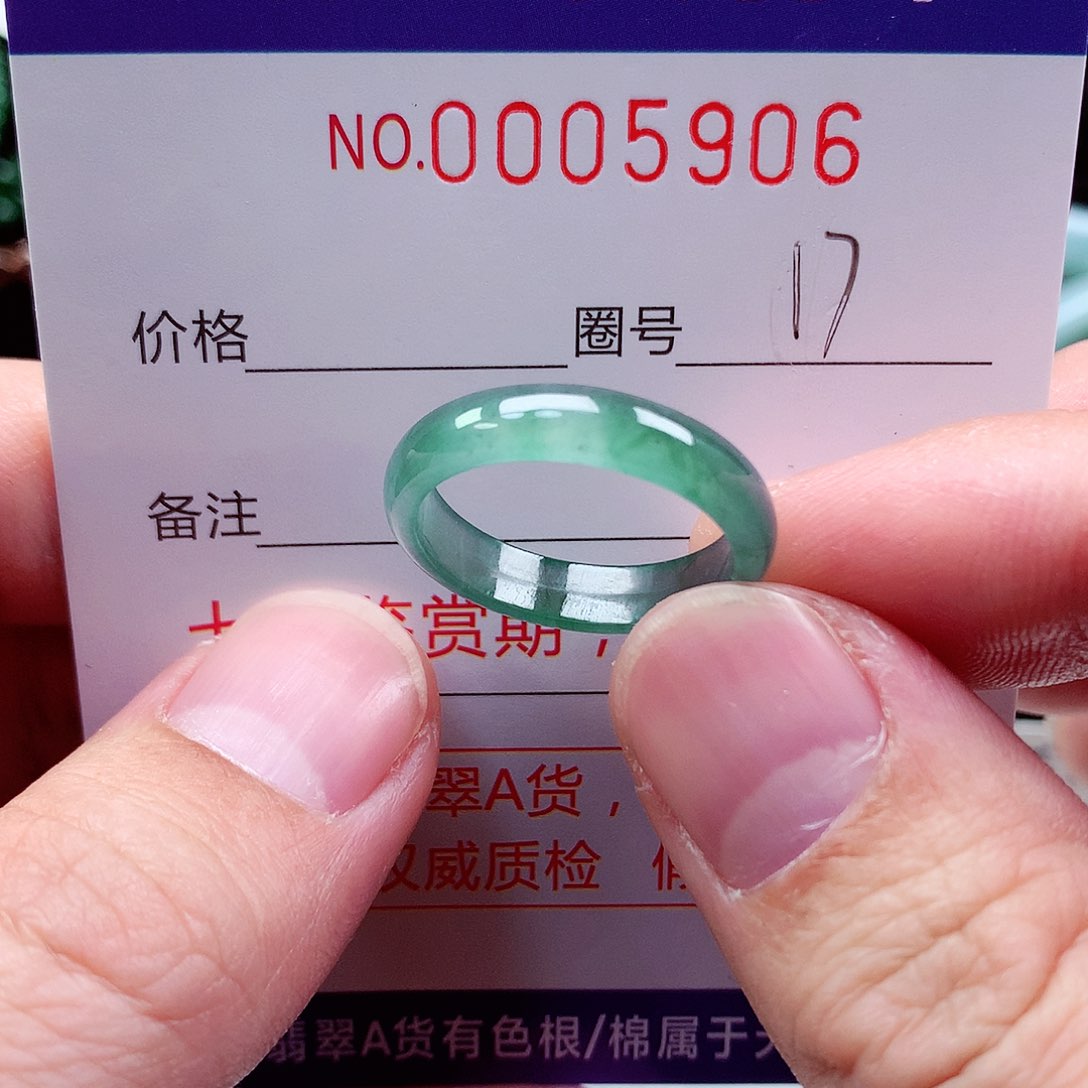 NO.0005906
价格 圈号 17
备注
鉴赏期，
翠A货，
权威质检
翡翠A货有色根/棉属于